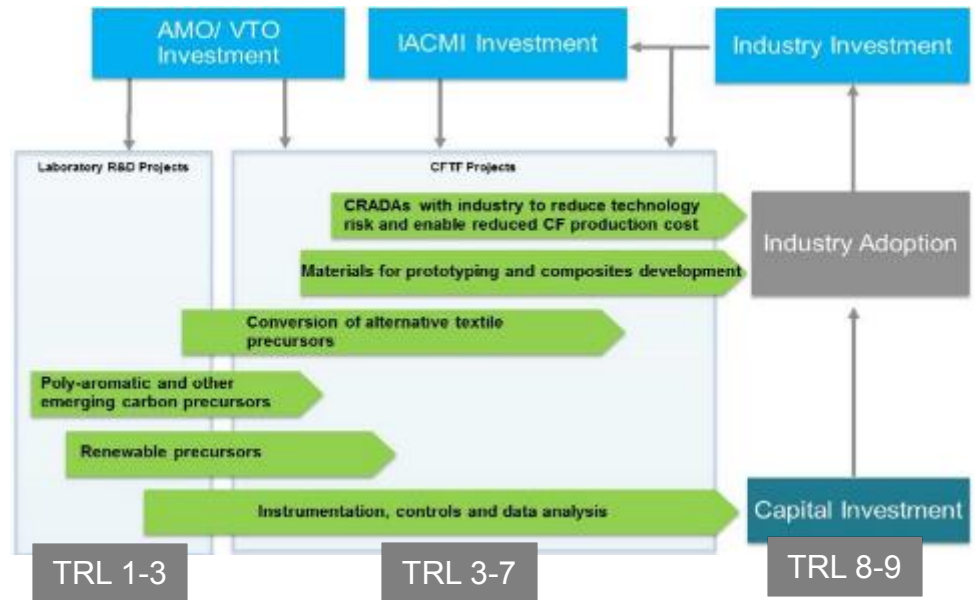 AMO/ VTO
Investment
IACMI Investment
Industry Investment
Laboratory R&D Projects
CFTF Projects
CRADAs with industry to reduce technology
risk and enable reduced CF production cost
Industry Adoption
Materials for prototyping and composites development
Conversion of alternative textile
precursors
Poly-aromatic and other
emerging carbon precursors
Renewable precursors
Instrumentation, controls and data analysis
Capital Investment
TRL 1-3
TRL 3-7
TRL 8-9